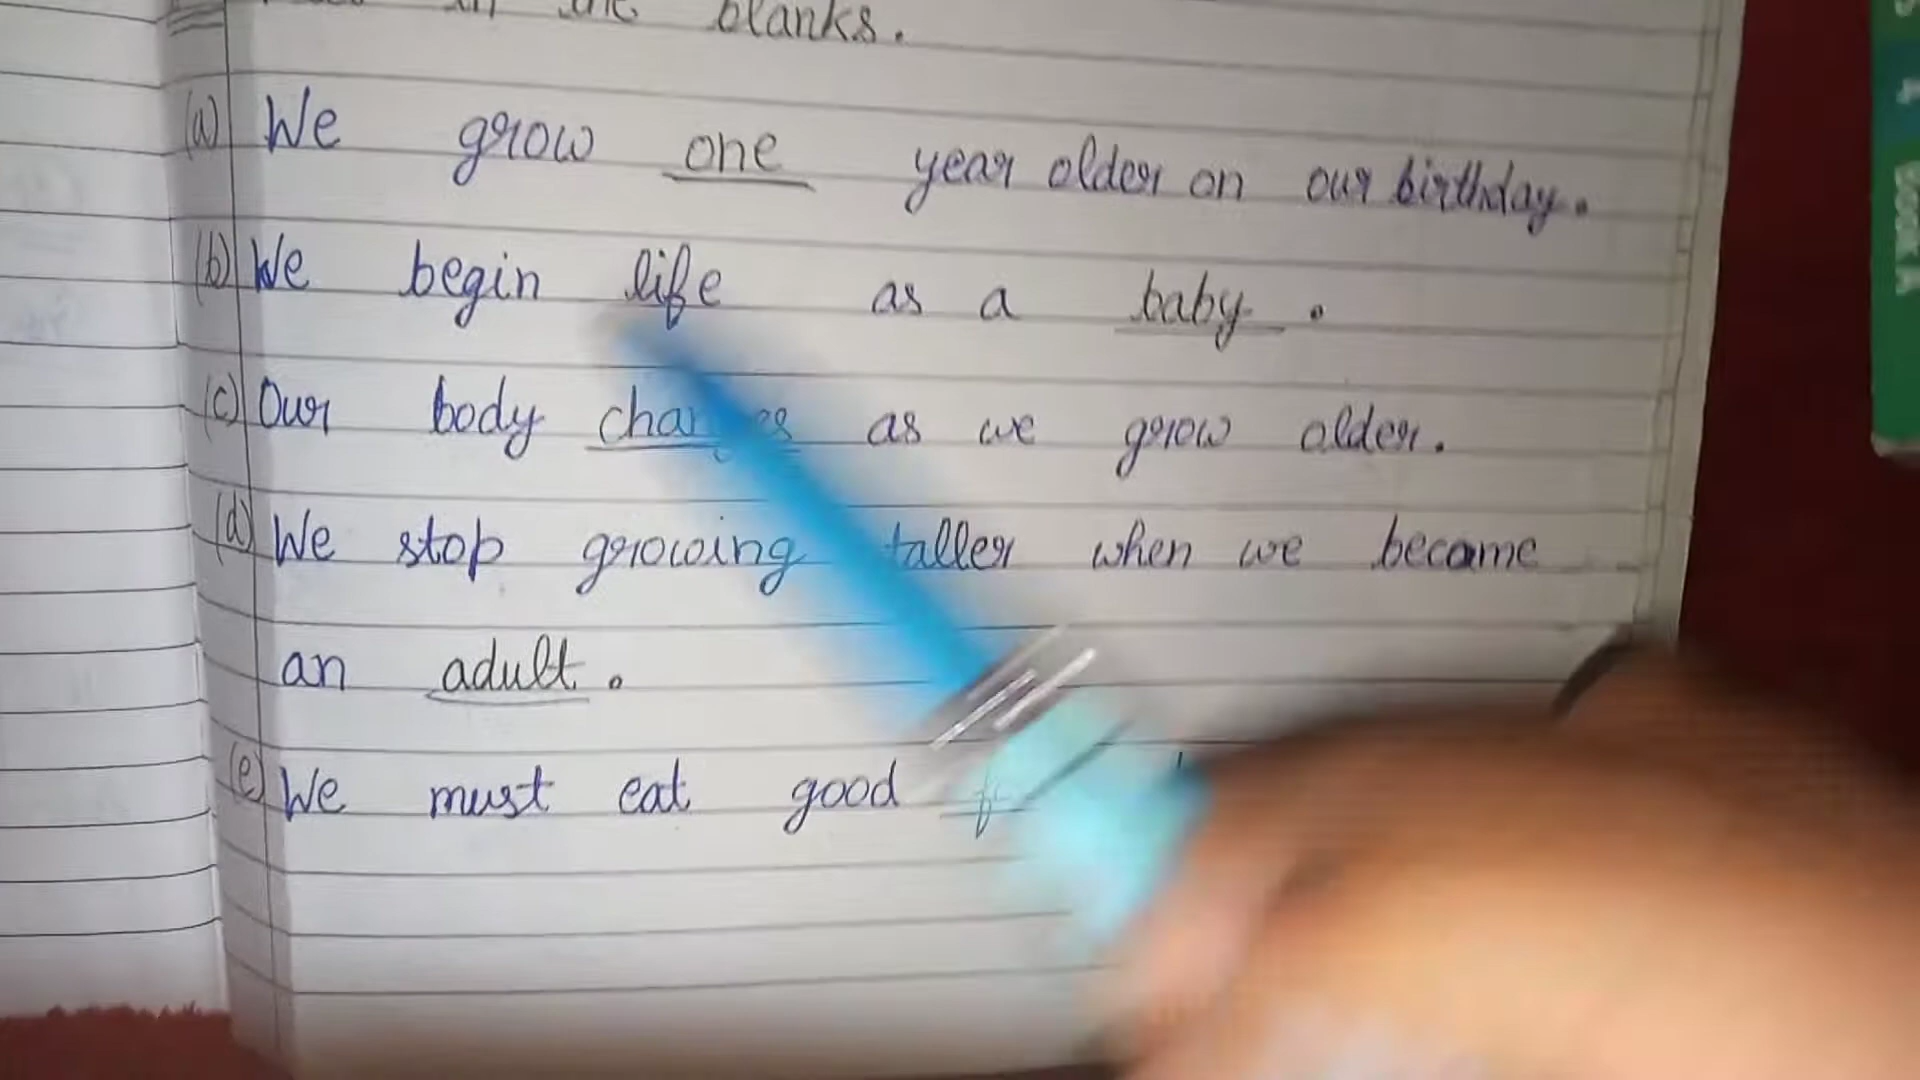 blanks.
(a) We grow one year older on our birthday.
(b) We begin life as a baby.
(c) Our body changes as we grow older.
(d) We stop growing taller when we became
an adult.
(e) We must eat good